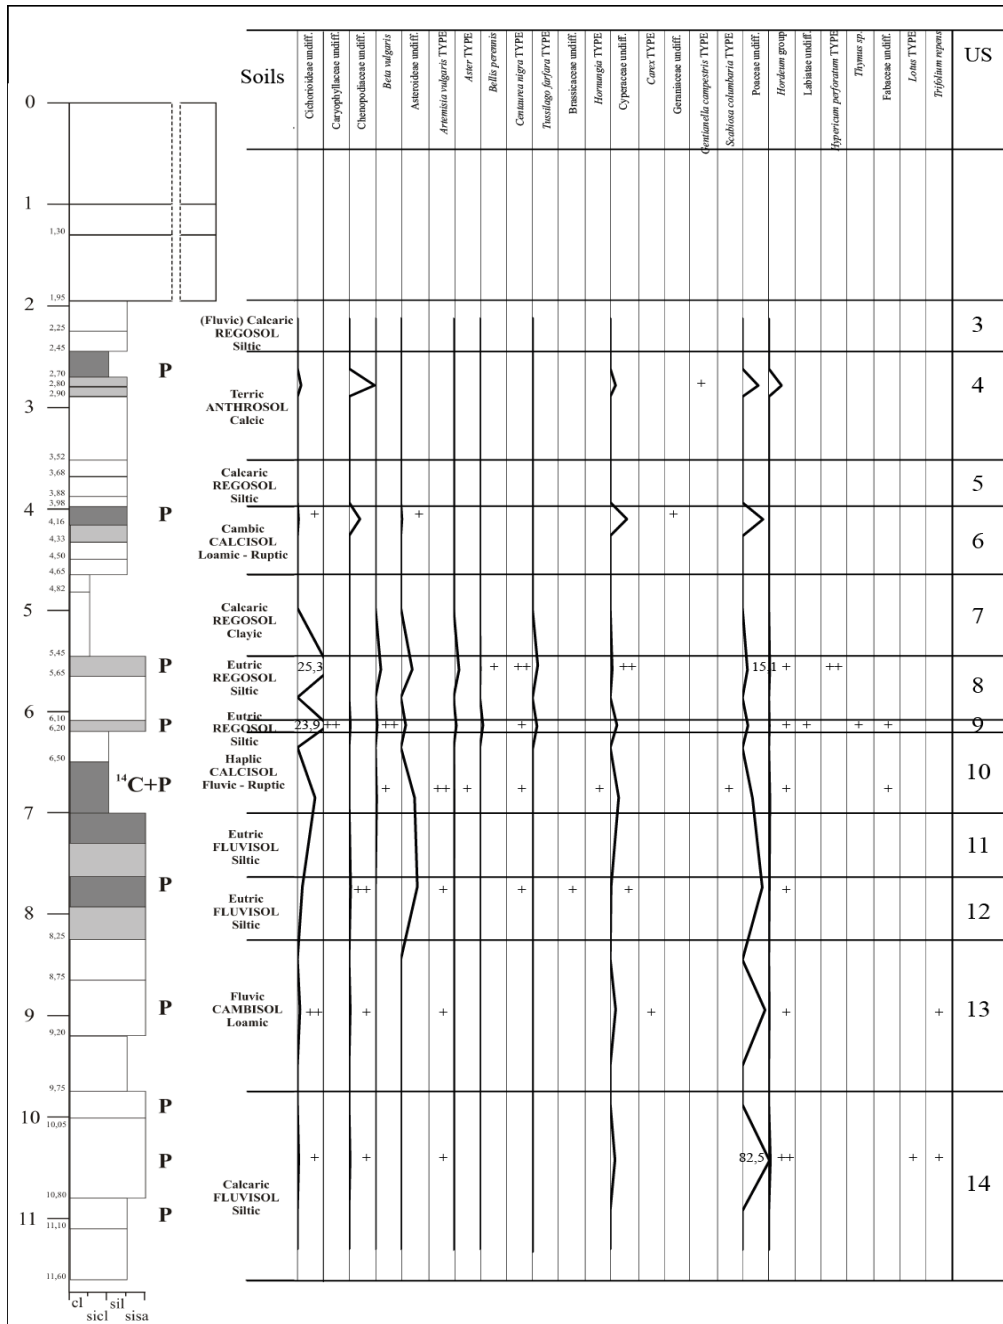 Soils
Cichorioideae undiff.
Caryophyllaceae undiff.
Chenopodiaceae undiff.
Beta vulgaris
Asteroideae undiff.
Artemisia vulgaris TYPE
Aster TYPE
Bellis perennis
Centaurea nigra TYPE
Tussilago farfara TYPE
Brassicaceae undiff.
Hornungia TYPE
Cyperaceae undiff.
Carex TYPE
Geraniaceae undiff.
Gentianella campestris TYPE
Scabiosa columbaria TYPE
Poaceae undiff.
Hordeum group
Labiatae undiff.
Hypericum perforatum TYPE
Thymus sp.
Fabaceae undiff.
Lotus TYPE
Trifolium repens
US
0
1
1,30
1,95
2
2,25
2,45
(Fluvic) Calcaric
REGOSOL
Siltic
3
2,70
2,80
2,90
P
3
Terric
ANTHROSOL
Calcic
+
4
3,52
3,68
3,88
3,98
Calcaric
REGOSOL
Siltic
5
4
4,16
4,33
4,50
4,65
P
Cambic
CALCISOL
Loamic - Ruptic
+ + +
6
4,82
5
5,45
Calcaric
REGOSOL
Clayic
7
5,65
P
Eutric
REGOSOL
Siltic
25,3 + ++ ++ 15,1 + ++
8
6
6,10
6,20
P
Eutric
REGOSOL
Siltic
23,9 ++ ++ + + + + +
9
6,50
14C+P
7
Haplic
CALCISOL
Fluvic - Ruptic
+ ++ + + + + + +
10
Eutric
FLUVISOL
Siltic
11
P
8
8,25
Eutric
FLUVISOL
Siltic
++ + + + + +
12
8,75
9
9,20
9,75
P
Fluvic
CAMBISOL
Loamic
++ + + + + +
13
10
10,05
10,80
11
11,10
11,60
P
P
P
Calcaric
FLUVISOL
Siltic
+ + + 82,5 ++ + +
14
cl sil
sicl sisa